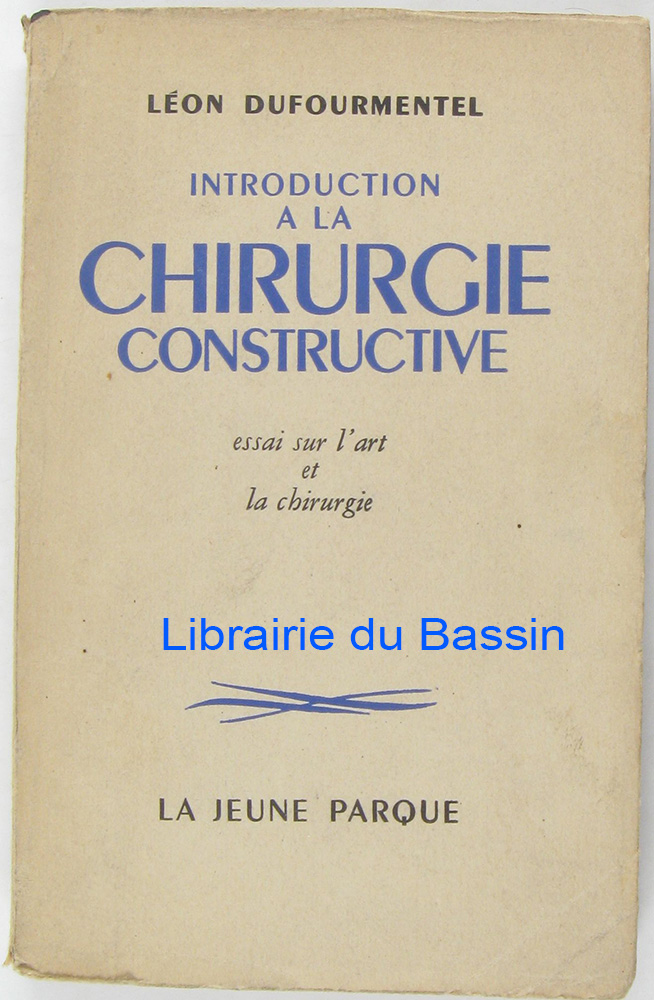 LÉON DUFOURMENTEL
INTRODUCTION
A LA
CHIRURGIE
CONSTRUCTIVE
essai sur l'art
et
la chirurgie
Librairie du Bassin
LA JEUNE PARQUE